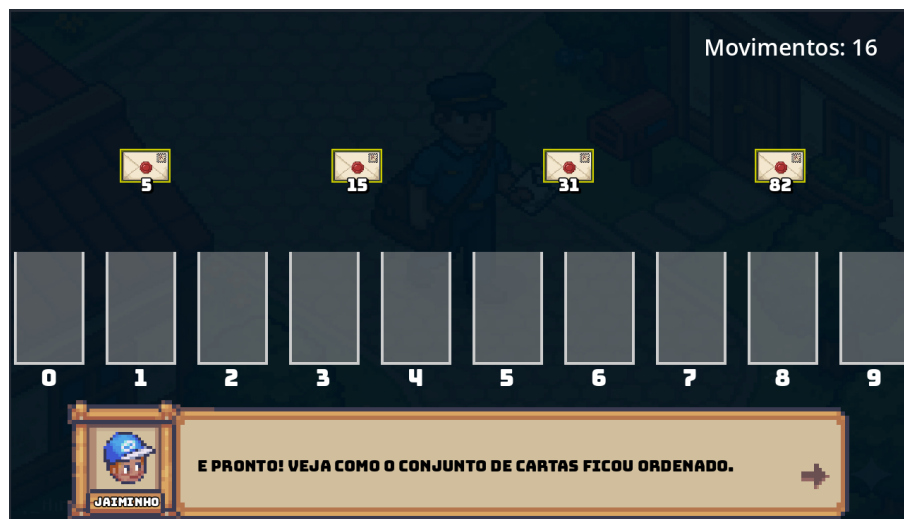 Movimentos: 16
5 15 31 82
0 1 2 3 4 5 6 7 8 9
E PRONTO! VEJA COMO O CONJUNTO DE CARTAS FICOU ORDENADO.
JAIMINHO